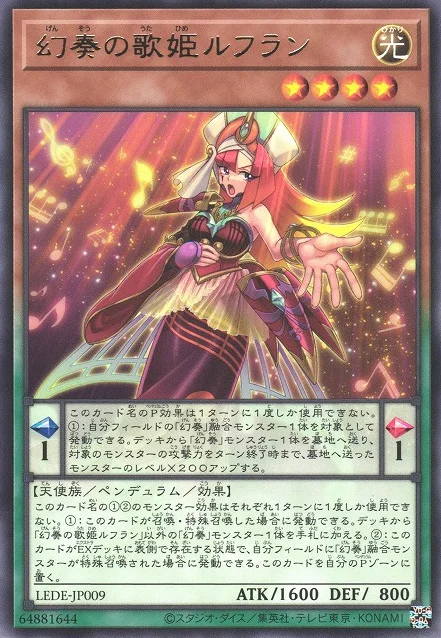 幻奏の歌姫ルフラン
光
このカード名のP効果は1ターンに1度しか使用できない。
①:自分フィールドの「幻奏」融合モンスター1体を対象として
発動できる。デッキから「幻奏」モンスター1体を墓地へ送り、
対象のモンスターの攻撃力をターン終了時まで、墓地へ送った
モンスターのレベル×200アップする。
1
1
【天使族/ペンデュラム/効果】
このカード名の①②のモンスター効果はそれぞれ1ターンに1度しか使用でき
ない。①:このカードが召喚・特殊召喚した場合に発動できる。デッキから
「幻奏の歌姫ルフラン」以外の「幻奏」モンスター1体を手札に加える。②:この
カードがEXデッキに表側で存在する状態で、自分フィールドに「幻奏」融合モ
ンスターが特殊召喚された場合に発動できる。このカードを自分のPゾーンに
置く。
LEDE-JP009
ATK/1600 DEF/ 800
64881644
©スタジオ・ダイス/集英社・テレビ東京・KONAMI